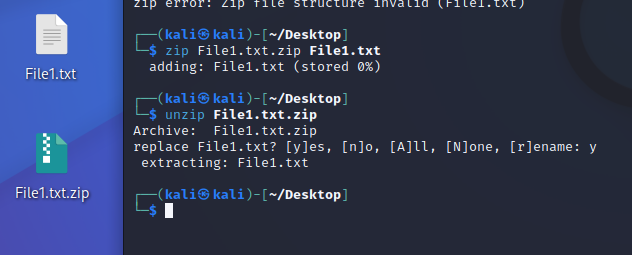 zip error: Zip file structure invalid (File1.txt)
┌──(kali㉿kali)-[~/Desktop]
└─$ zip File1.txt.zip File1.txt
  adding: File1.txt (stored 0%)
┌──(kali㉿kali)-[~/Desktop]
└─$ unzip File1.txt.zip
Archive:  File1.txt.zip
replace File1.txt? [y]es, [n]o, [A]ll, [N]one, [r]ename: y
 extracting: File1.txt
┌──(kali㉿kali)-[~/Desktop]
└─$
File1.txt
File1.txt.zip